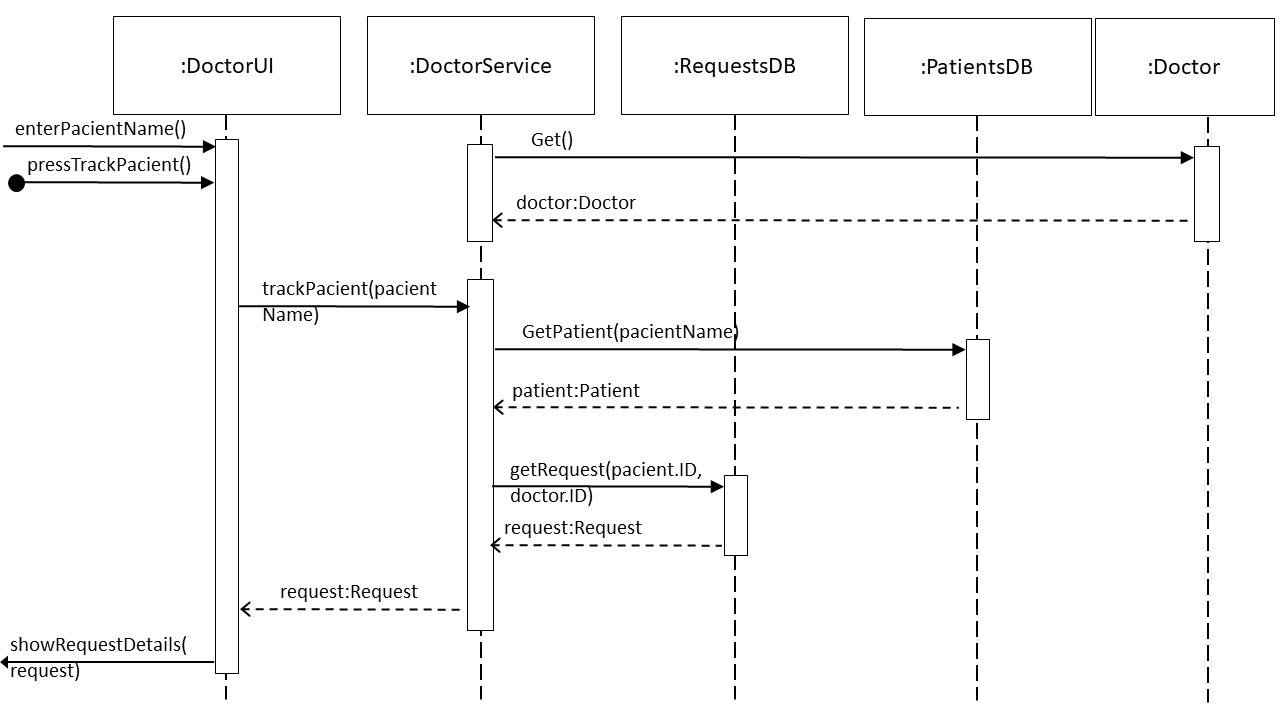 :DoctorUI
:DoctorService
:RequestsDB
:PatientsDB
:Doctor
enterPacientName()
pressTrackPacient()
Get()
doctor:Doctor
trackPacient(pacient
Name)
GetPatient(pacientName)
patient:Patient
getRequest(pacient.ID,
doctor.ID)
request:Request
request:Request
showRequestDetails(
request)